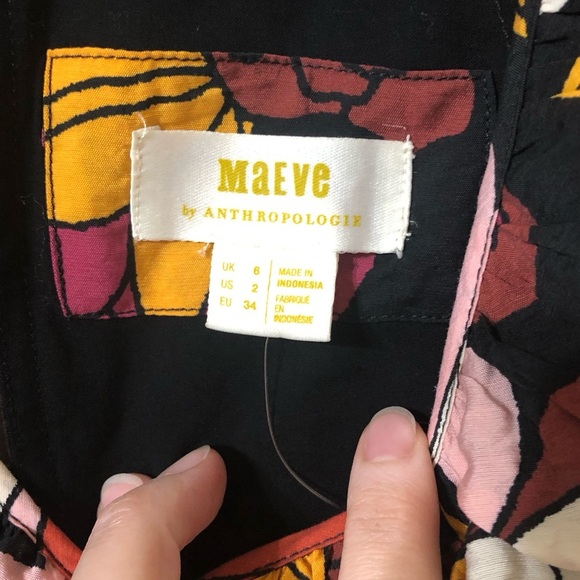 MAEVE
by ANTHROPOLOGIE
UK 6
US 2
EU 34
MADE IN
INDONESIA
FABRIQUÉ
EN
INDONÉSIE